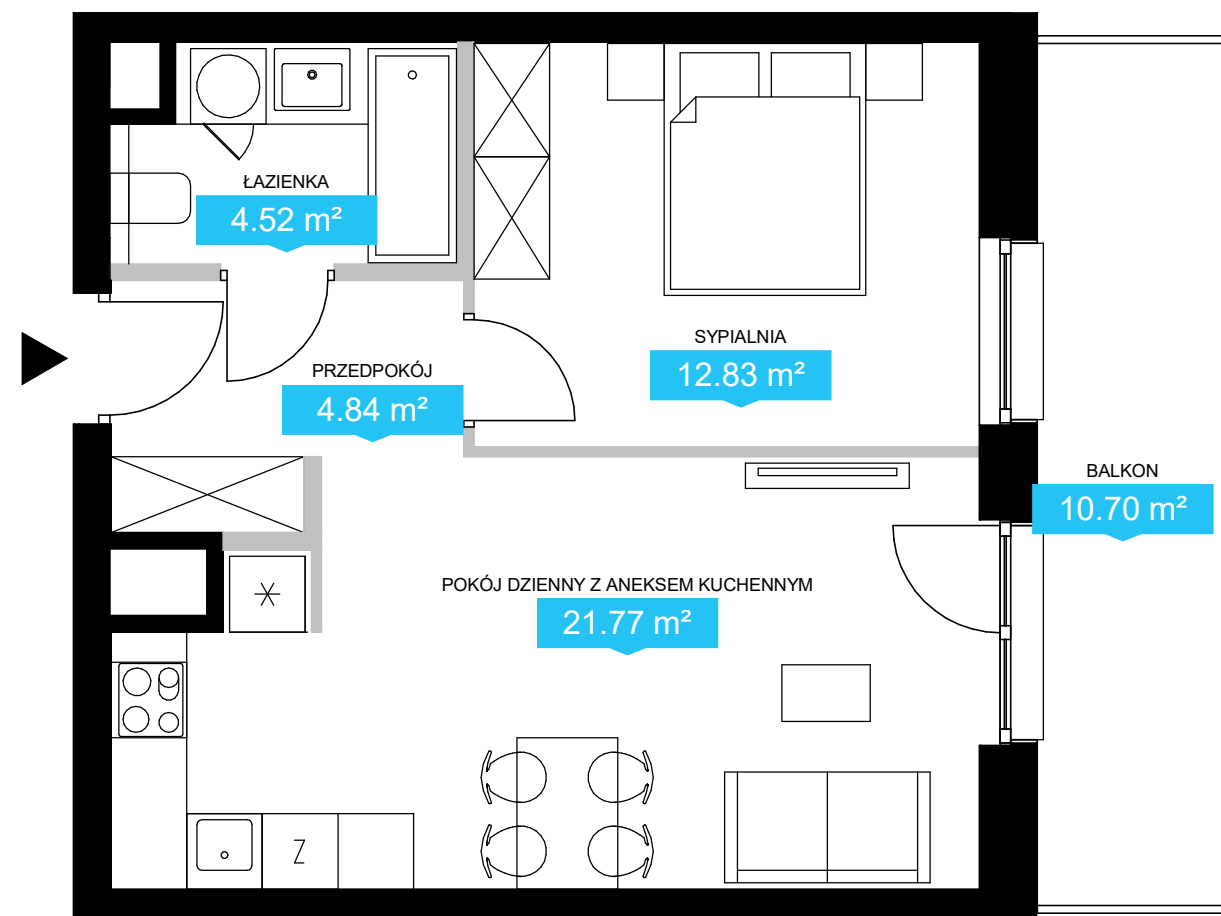 ŁAZIENKA
4.52 m²
SYPIALNIA
12.83 m²
PRZEDPOKÓJ
4.84 m²
BALKON
10.70 m²
POKÓJ DZIENNY Z ANEKSEM KUCHENNYM
21.77 m²
Z